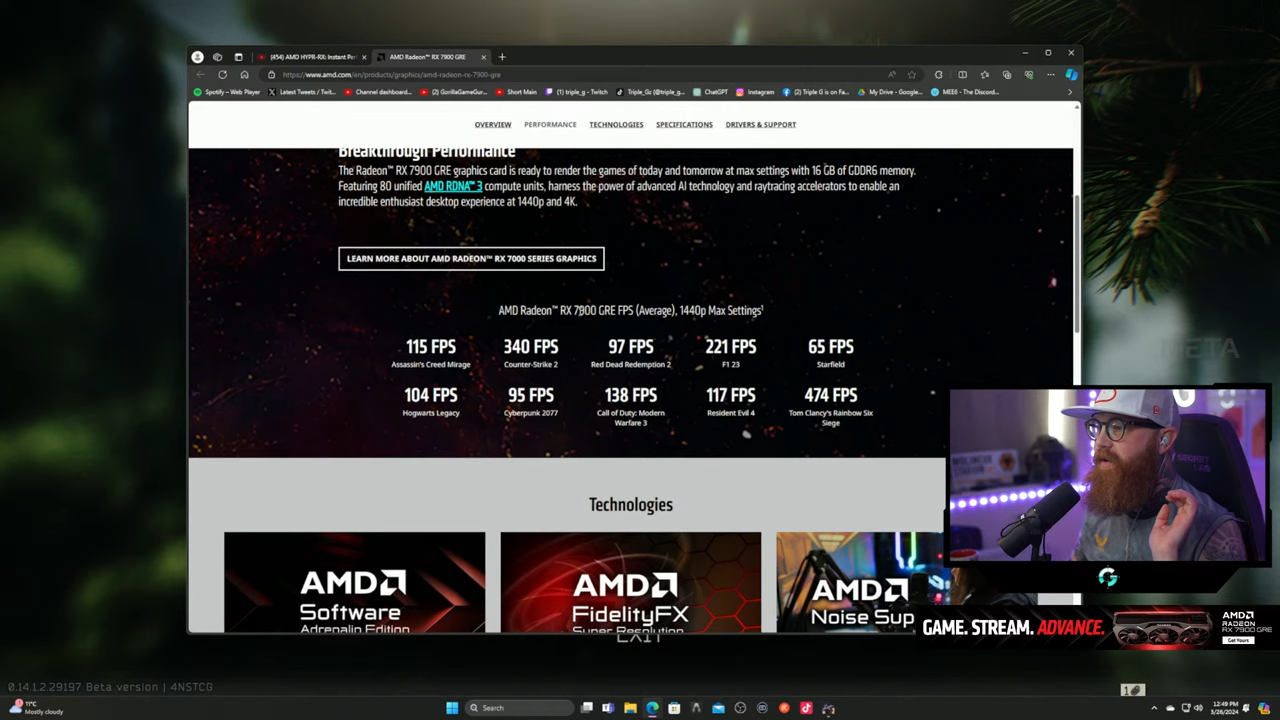 (454) AMD HYPR-RX: Instant Per
AMD Radeon™ RX 7900 GRE
https://www.amd.com/en/products/graphics/amd-radeon-rx-7900-gre
Spotify – Web Player
Latest Tweets / Twit...
Channel dashboard...
(2) GorillaGameGur...
Short Main
(1) triple_g - Twitch
Triple_Gz (@triple_g...
ChatGPT
Instagram
(2) Triple G is on Fa...
My Drive - Google...
MEE6 - The Discord...
OVERVIEW
PERFORMANCE
TECHNOLOGIES
SPECIFICATIONS
DRIVERS & SUPPORT
Breakthrough Performance
The Radeon™ RX 7900 GRE graphics card is ready to render the games of today and tomorrow at max settings with 16 GB of GDDR6 memory.
Featuring 80 unified AMD RDNA™ 3 compute units, harness the power of advanced AI technology and raytracing accelerators to enable an
incredible enthusiast desktop experience at 1440p and 4K.
LEARN MORE ABOUT AMD RADEON™ RX 7000 SERIES GRAPHICS
AMD Radeon™ RX 7900 GRE FPS (Average), 1440p Max Settings¹
115 FPS
Assassin's Creed Mirage
340 FPS
Counter-Strike 2
97 FPS
Red Dead Redemption 2
221 FPS
F1 23
65 FPS
Starfield
104 FPS
Hogwarts Legacy
95 FPS
Cyberpunk 2077
138 FPS
Call of Duty: Modern
Warfare 3
117 FPS
Resident Evil 4
474 FPS
Tom Clancy's Rainbow Six
Siege
BETA
Technologies
AMD
Software
Adrenalin Edition
AMD
FidelityFX
Super Resolution
AMD
Noise Sup
EXIT
MOLINEUX
STADIUM
SECRET
LAB
GAME. STREAM. ADVANCE.
AMD
RADEON
RX 7900 GRE
Get Yours
0.14.1.2.29197 Beta version | 4NSTCG
1
11°C
Mostly cloudy
Search
12:49 PM
3/26/2024